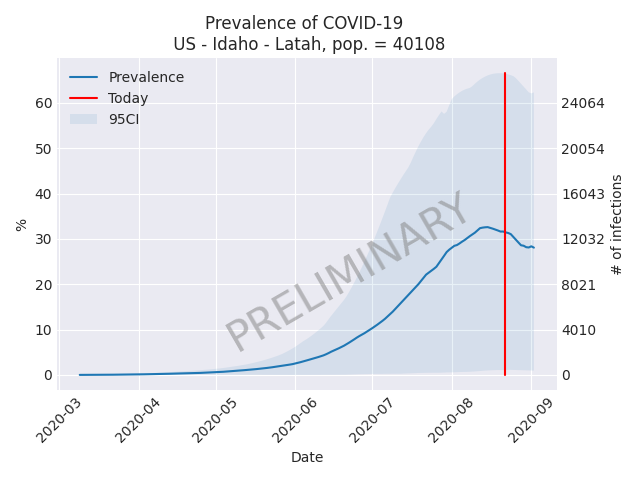 Prevalence of COVID-19
US - Idaho - Latah, pop. = 40108
Prevalence
Today
95CI
PRELIMINARY
%
60
50
40
30
20
10
0
# of infections
24064
20054
16043
12032
8021
4010
0
2020-03
2020-04
2020-05
2020-06
2020-07
2020-08
2020-09
Date